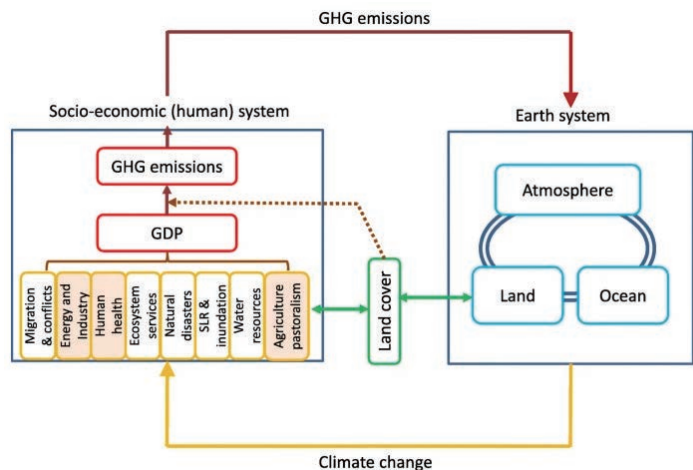 GHG emissions
Socio-economic (human) system
Earth system
GHG emissions
GDP
Migration
& conflicts
Energy and
Industry
Human
health
Ecosystem
services
Natural
disasters
SLR &
inundation
Water
resources
Agriculture
pastoralism
Land cover
Atmosphere
Land
Ocean
Climate change